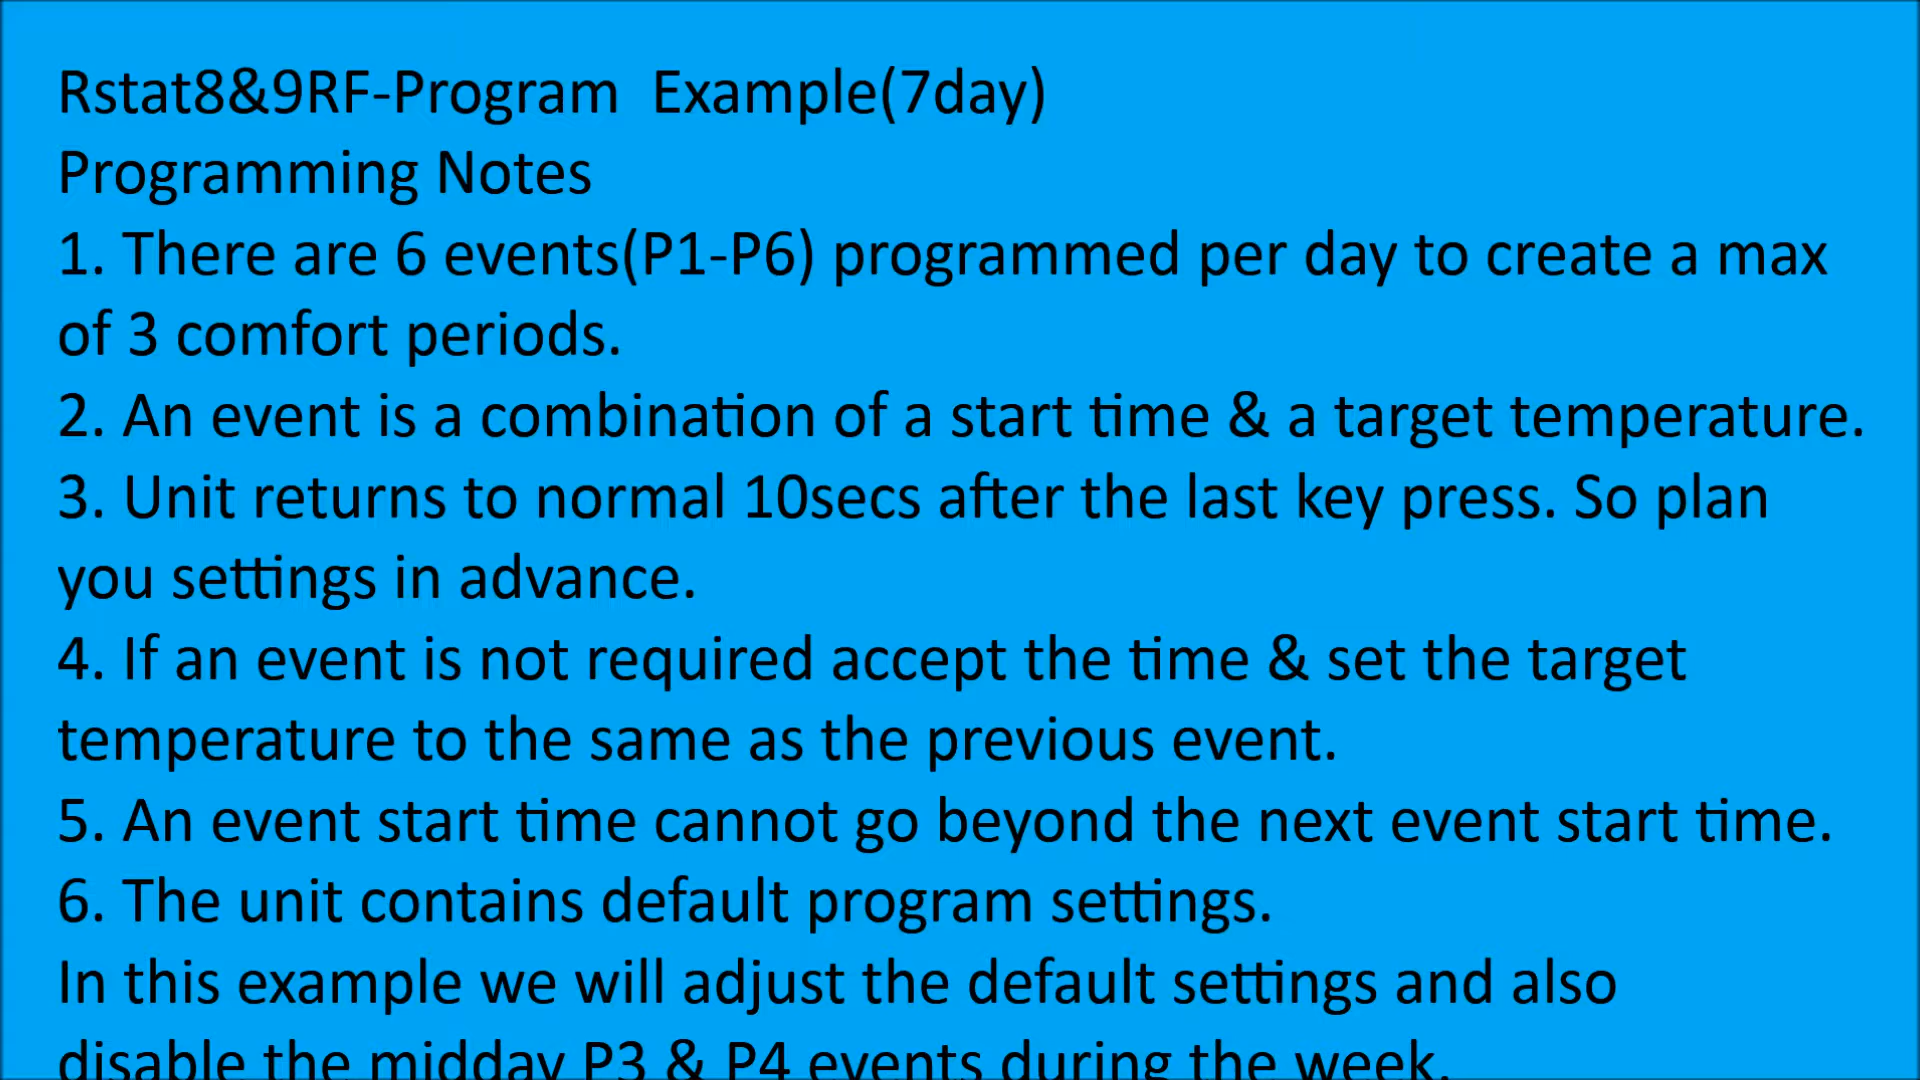 Rstat8&9RF-Program  Example(7day)
Programming Notes
1. There are 6 events(P1-P6) programmed per day to create a max
of 3 comfort periods.
2. An event is a combination of a start time & a target temperature.
3. Unit returns to normal 10secs after the last key press. So plan
you settings in advance.
4. If an event is not required accept the time & set the target
temperature to the same as the previous event.
5. An event start time cannot go beyond the next event start time.
6. The unit contains default program settings.
In this example we will adjust the default settings and also
disable the midday P3 & P4 events during the week.